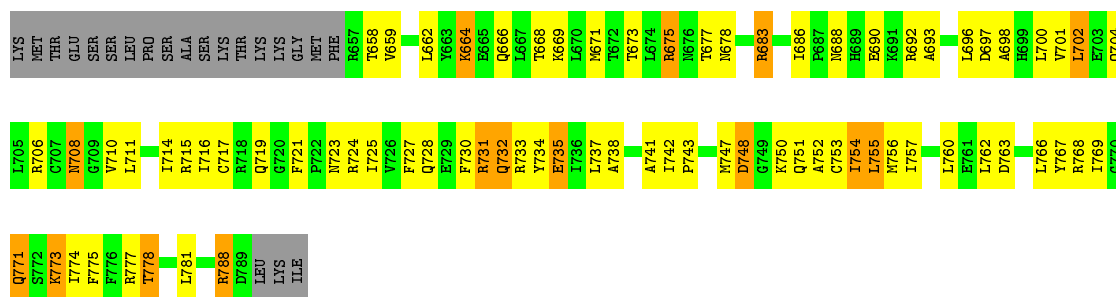 LYS MET THR GLU SER SER LEU PRO SER ALA SER LYS THR LYS LYS GLY MET PHE R657 T658 V659 L662 Y663 K664 E665 Q666 L667 T668 K669 L670 M671 T672 T673 L674 R675 N676 T677 N678 R683 I686 P687 N688 H689 E690 K691 R692 A693 L696 D697 A698 H699 L700 V701 L702 E703
L705 R706 C707 N708 G709 V710 L711 I714 R715 I716 C717 R718 Q719 G720 F721 P722 N723 R724 I725 V726 F727 Q728 E729 F730 R731 Q732 R733 Y734 E735 I736 L737 A738 A741 I742 P743 M747 D748 G749 K750 Q751 A752 C753 I754 L755 M756 I757 L760 E761 L762 D763 L766 Y767 R768 I769
Q771 S772 K773 I774 F775 F776 R777 T778 L781 R788 D789 LEU LYS ILE